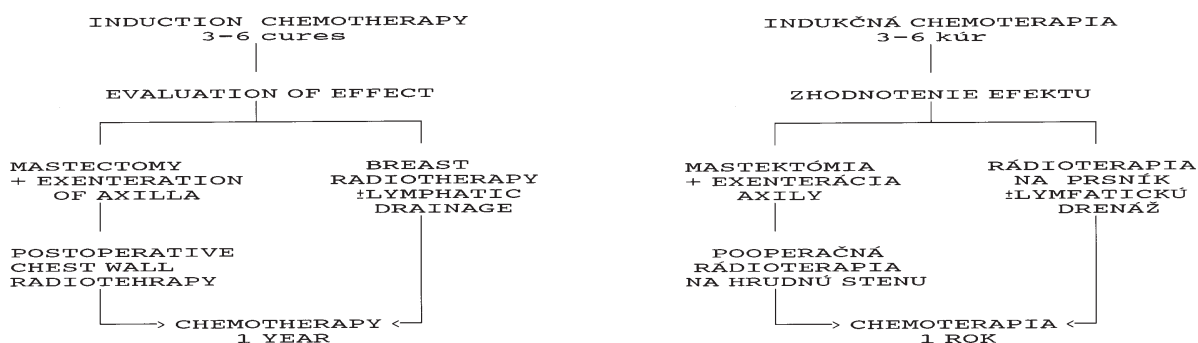 INDUCTION CHEMOTHERAPY
3-6 cures
EVALUATION OF EFFECT
MASTECTOMY
+ EXENTERATION
OF AXILLA
BREAST
RADIOTHERAPY
±LYMPHATIC
DRAINAGE
POSTOPERATIVE
CHEST WALL
RADIOTEHRAPY
CHEMOTHERAPY
1 YEAR
INDUKČNÁ CHEMOTERAPIA
3-6 kúr
ZHODNOTENIE EFEKTU
MASTEKTÓMIA
+ EXENTERÁCIA
AXILY
RÁDIOTERAPIA
NA PRSNÍK
±LYMFATICKÚ
DRENÁŽ
POOPERAČNÁ
RÁDIOTERAPIA
NA HRUDNÚ STENU
CHEMOTERAPIA
1 ROK